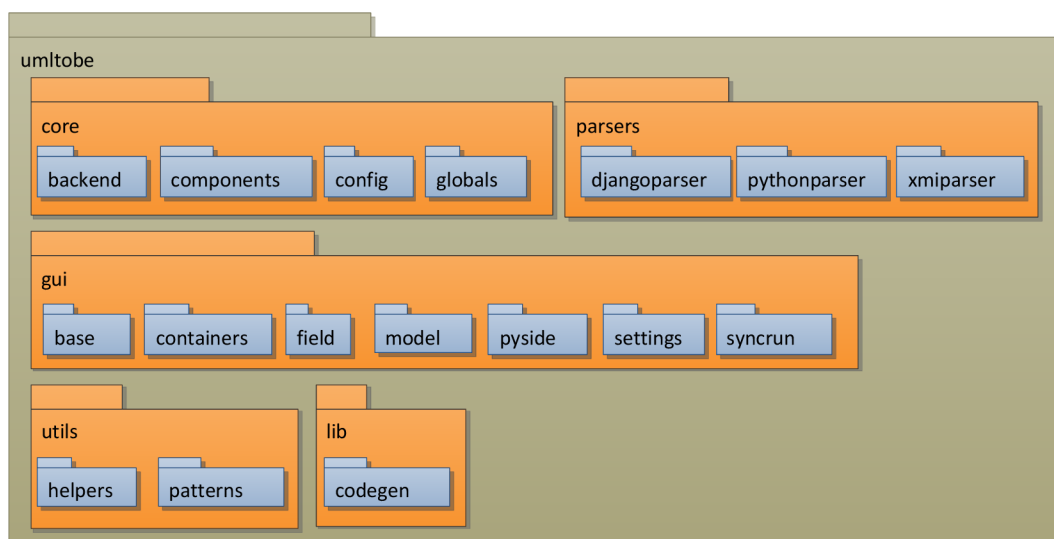 umltobe
core
parsers
backend components config globals
djangoparser pythonparser xmiparser
gui
base containers field model pyside settings syncrun
utils
lib
helpers patterns
codegen